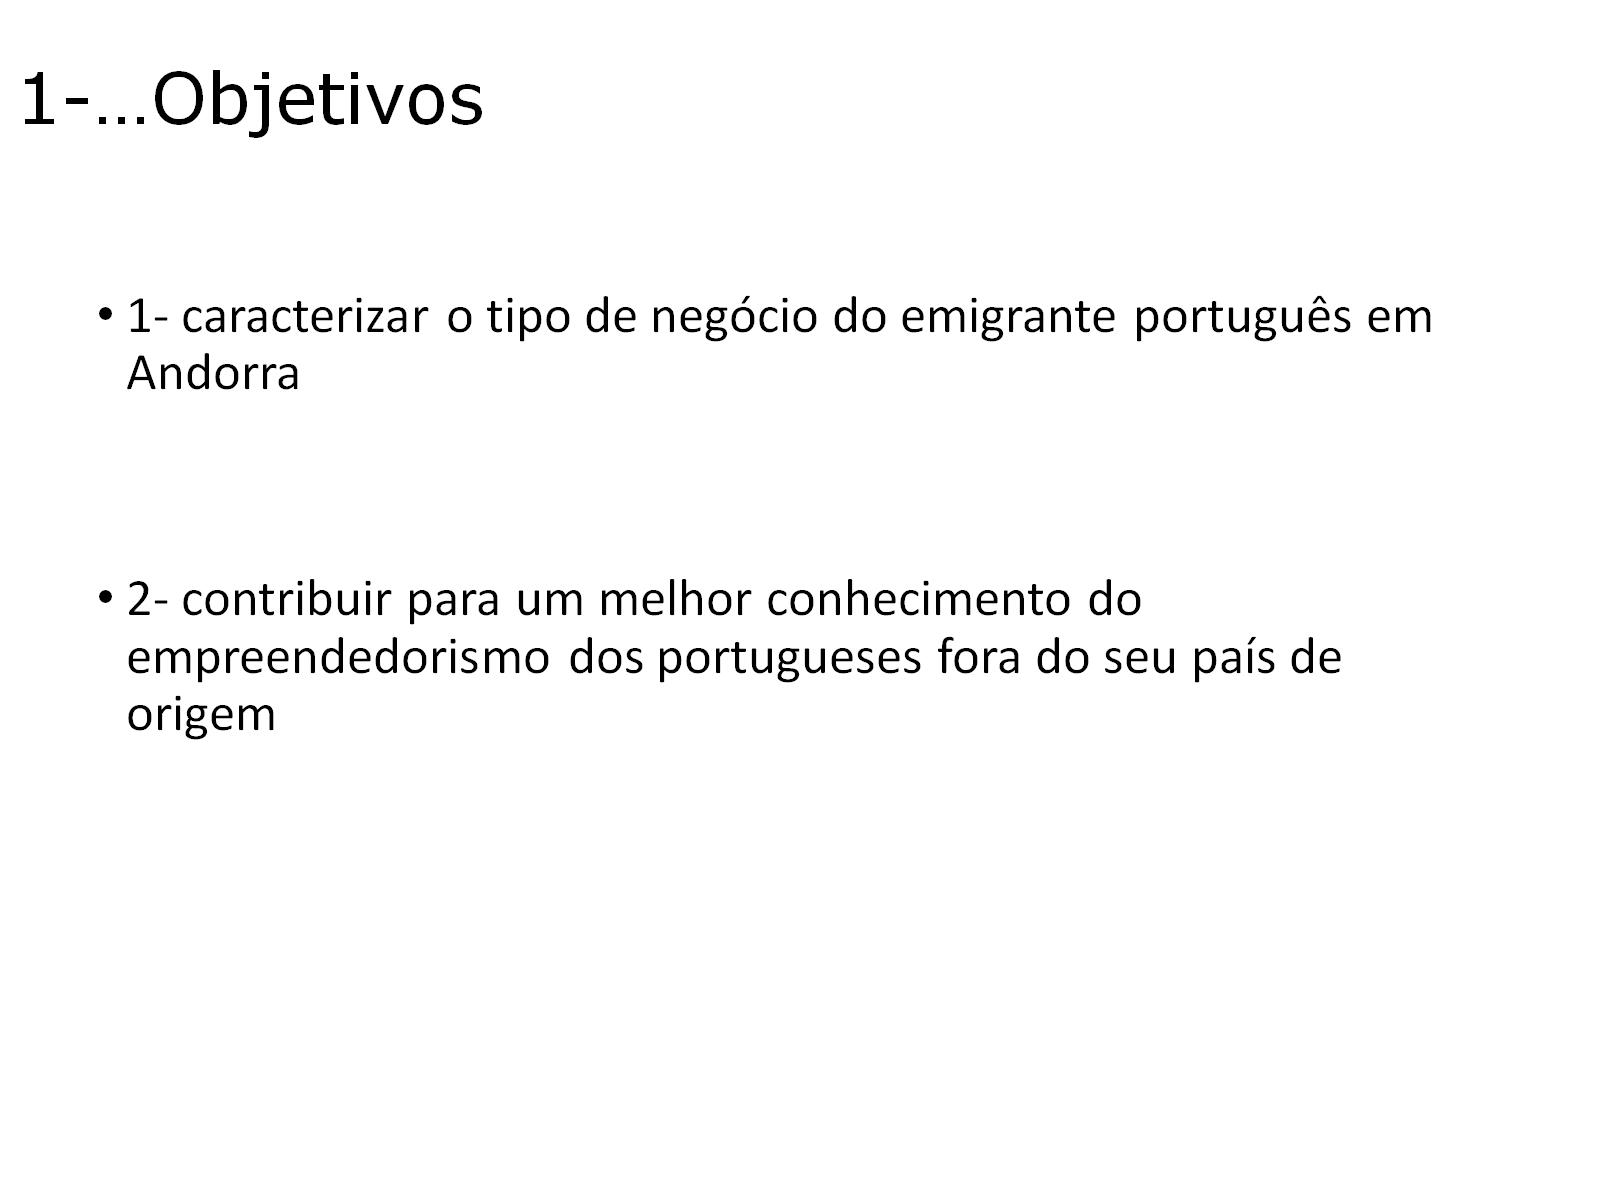 1-…Objetivos
• 1- caracterizar o tipo de negócio do emigrante português em
Andorra
• 2- contribuir para um melhor conhecimento do
empreendedorismo dos portugueses fora do seu país de
origem